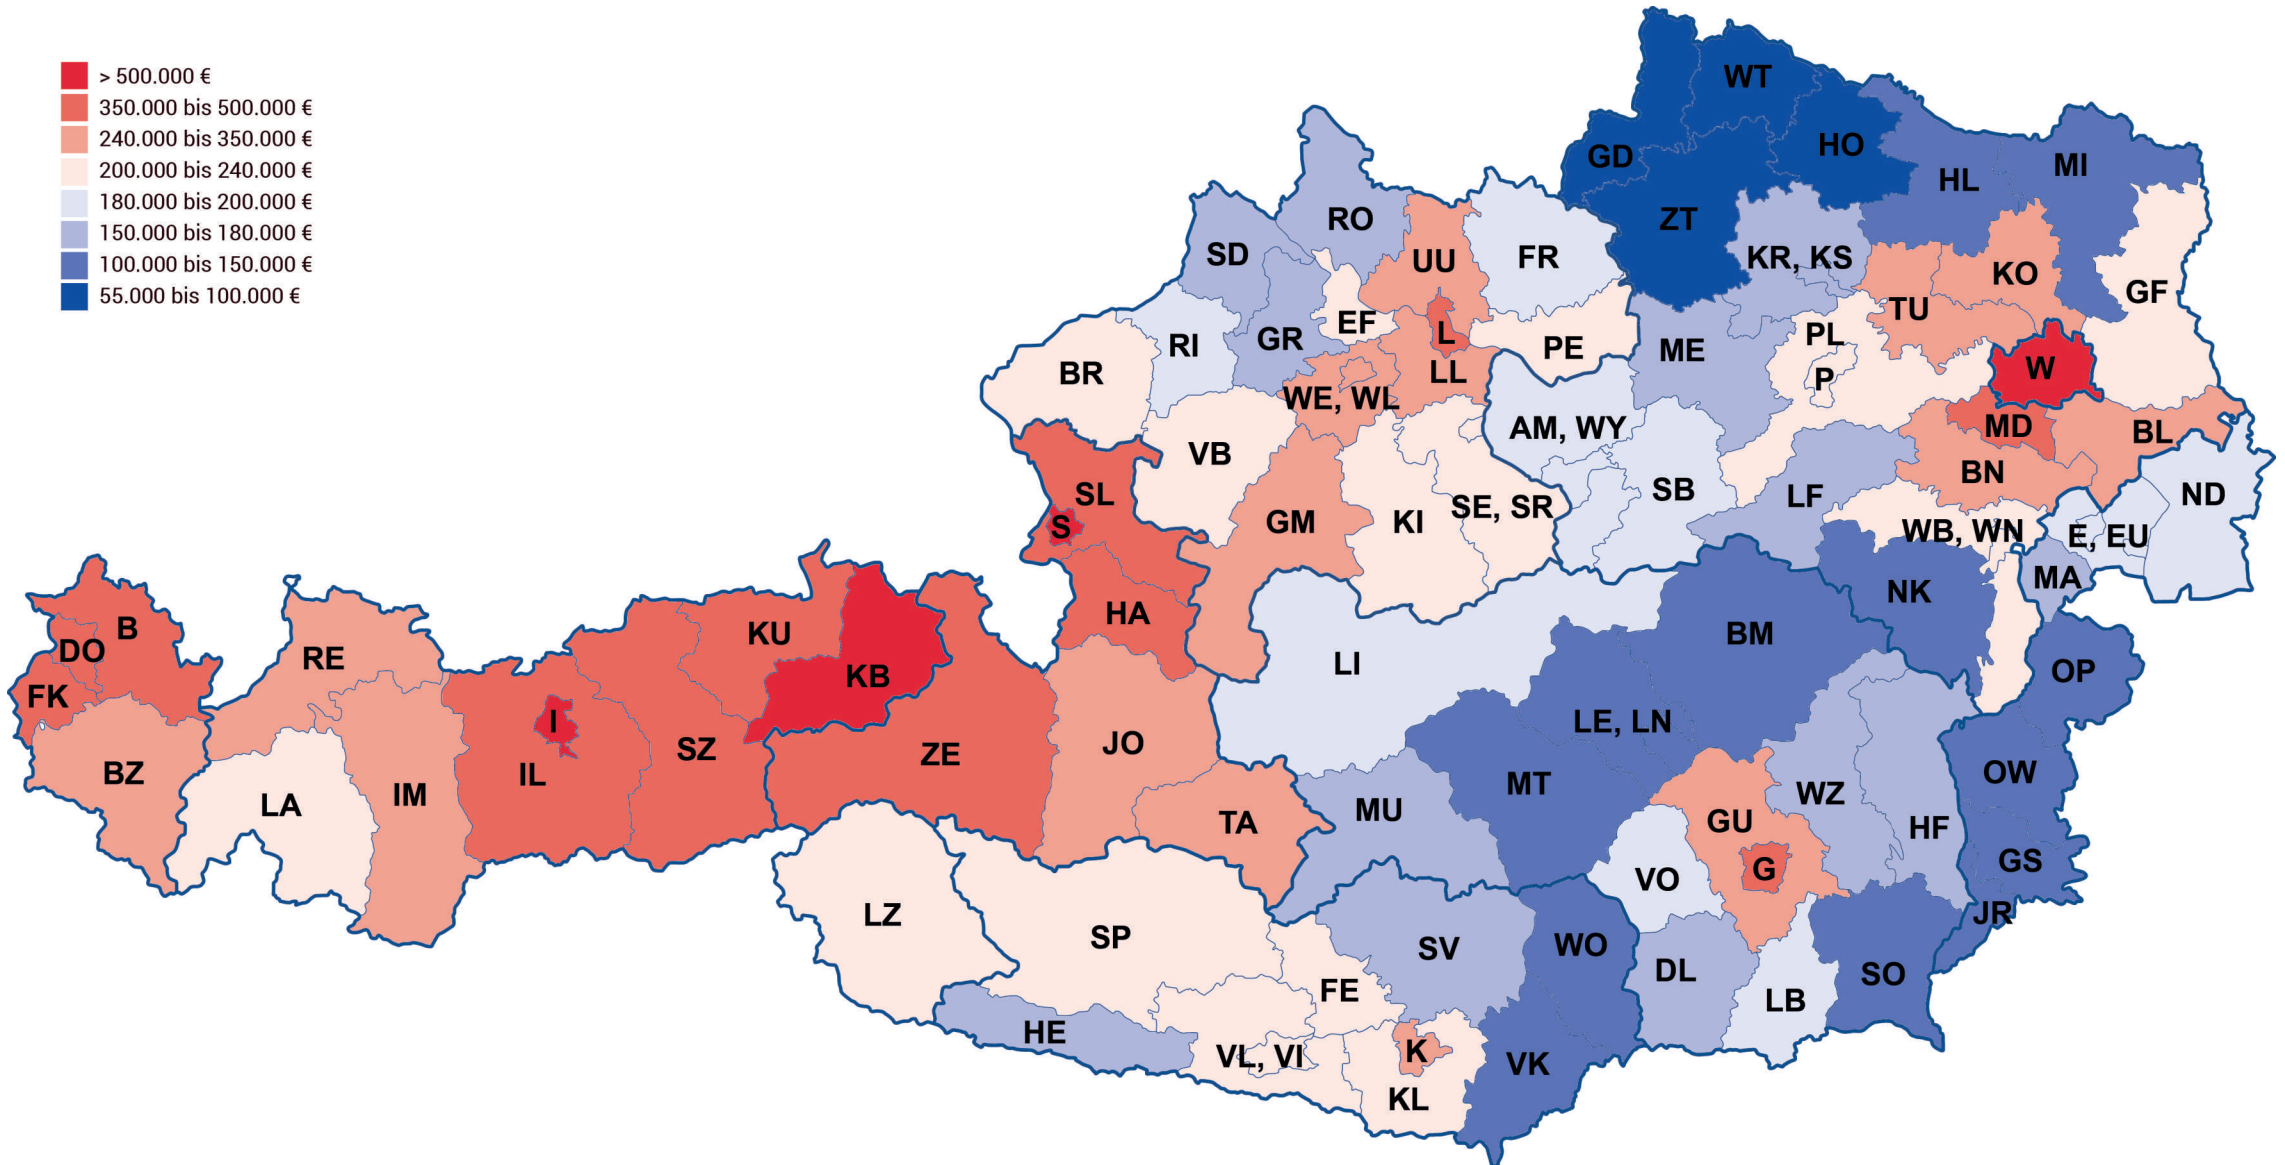 > 500.000 €
350.000 bis 500.000 €
240.000 bis 350.000 €
200.000 bis 240.000 €
180.000 bis 200.000 €
150.000 bis 180.000 €
100.000 bis 150.000 €
55.000 bis 100.000 €
WT
GD
HO
HL
MI
ZT
RO
SD
UU
FR
KR, KS
KO
GF
TU
EF
L
GR
RI
BR
PE
ME
PL
P
W
LL
WE, WL
AM, WY
MD
BL
VB
BN
SL
S
GM
KI
SE, SR
SB
LF
ND
WB, WN
E, EU
MA
NK
HA
B
DO
FK
RE
KU
KB
LI
BM
OP
BZ
LA
IM
I
IL
SZ
ZE
JO
TA
LE, LN
MT
MU
WZ
OW
GU
G
HF
GS
VO
JR
LZ
SP
SV
WO
DL
SO
LB
FE
HE
VL, VI
K
KL
VK